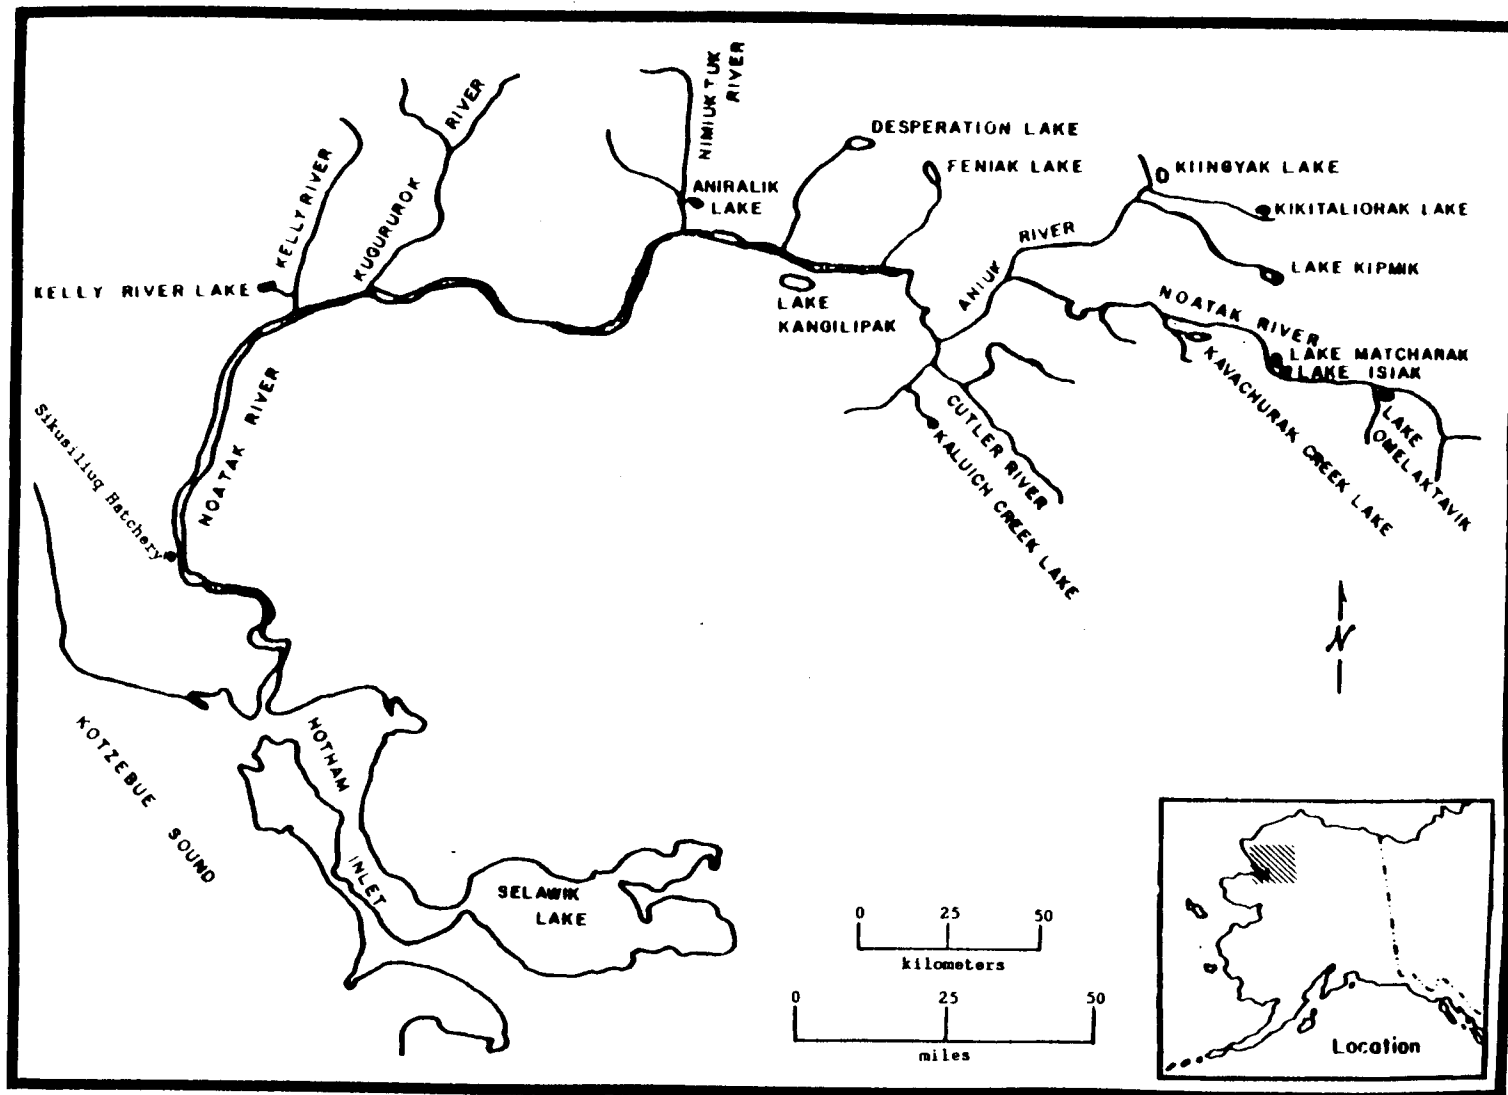 NIMIUKTUK
RIVER
RIVER
DESPERATION LAKE
FENIAK LAKE
KIINGYAK LAKE
KELLY RIVER
KUGURUROK
ANIRALIK
LAKE
KIKITALIORAK LAKE
RIVER
ANIUK
LAKE KIPMIK
KELLY RIVER LAKE
LAKE
KANGILIPAK
NOATAK RIVER
LAKE MATCHARAK
LAKE ISIAK
KAVACHURAK CREEK LAKE
LAKE
OMELAKTAVIK
CUTLER RIVER
KALUICH CREEK LAKE
NOATAK RIVER
Sikusiliuq Hatchery
N
HOTHAM
INLET
KOTZEBUE SOUND
SELAWIK
LAKE
0 25 50
kilometers
0 25 50
miles
Location